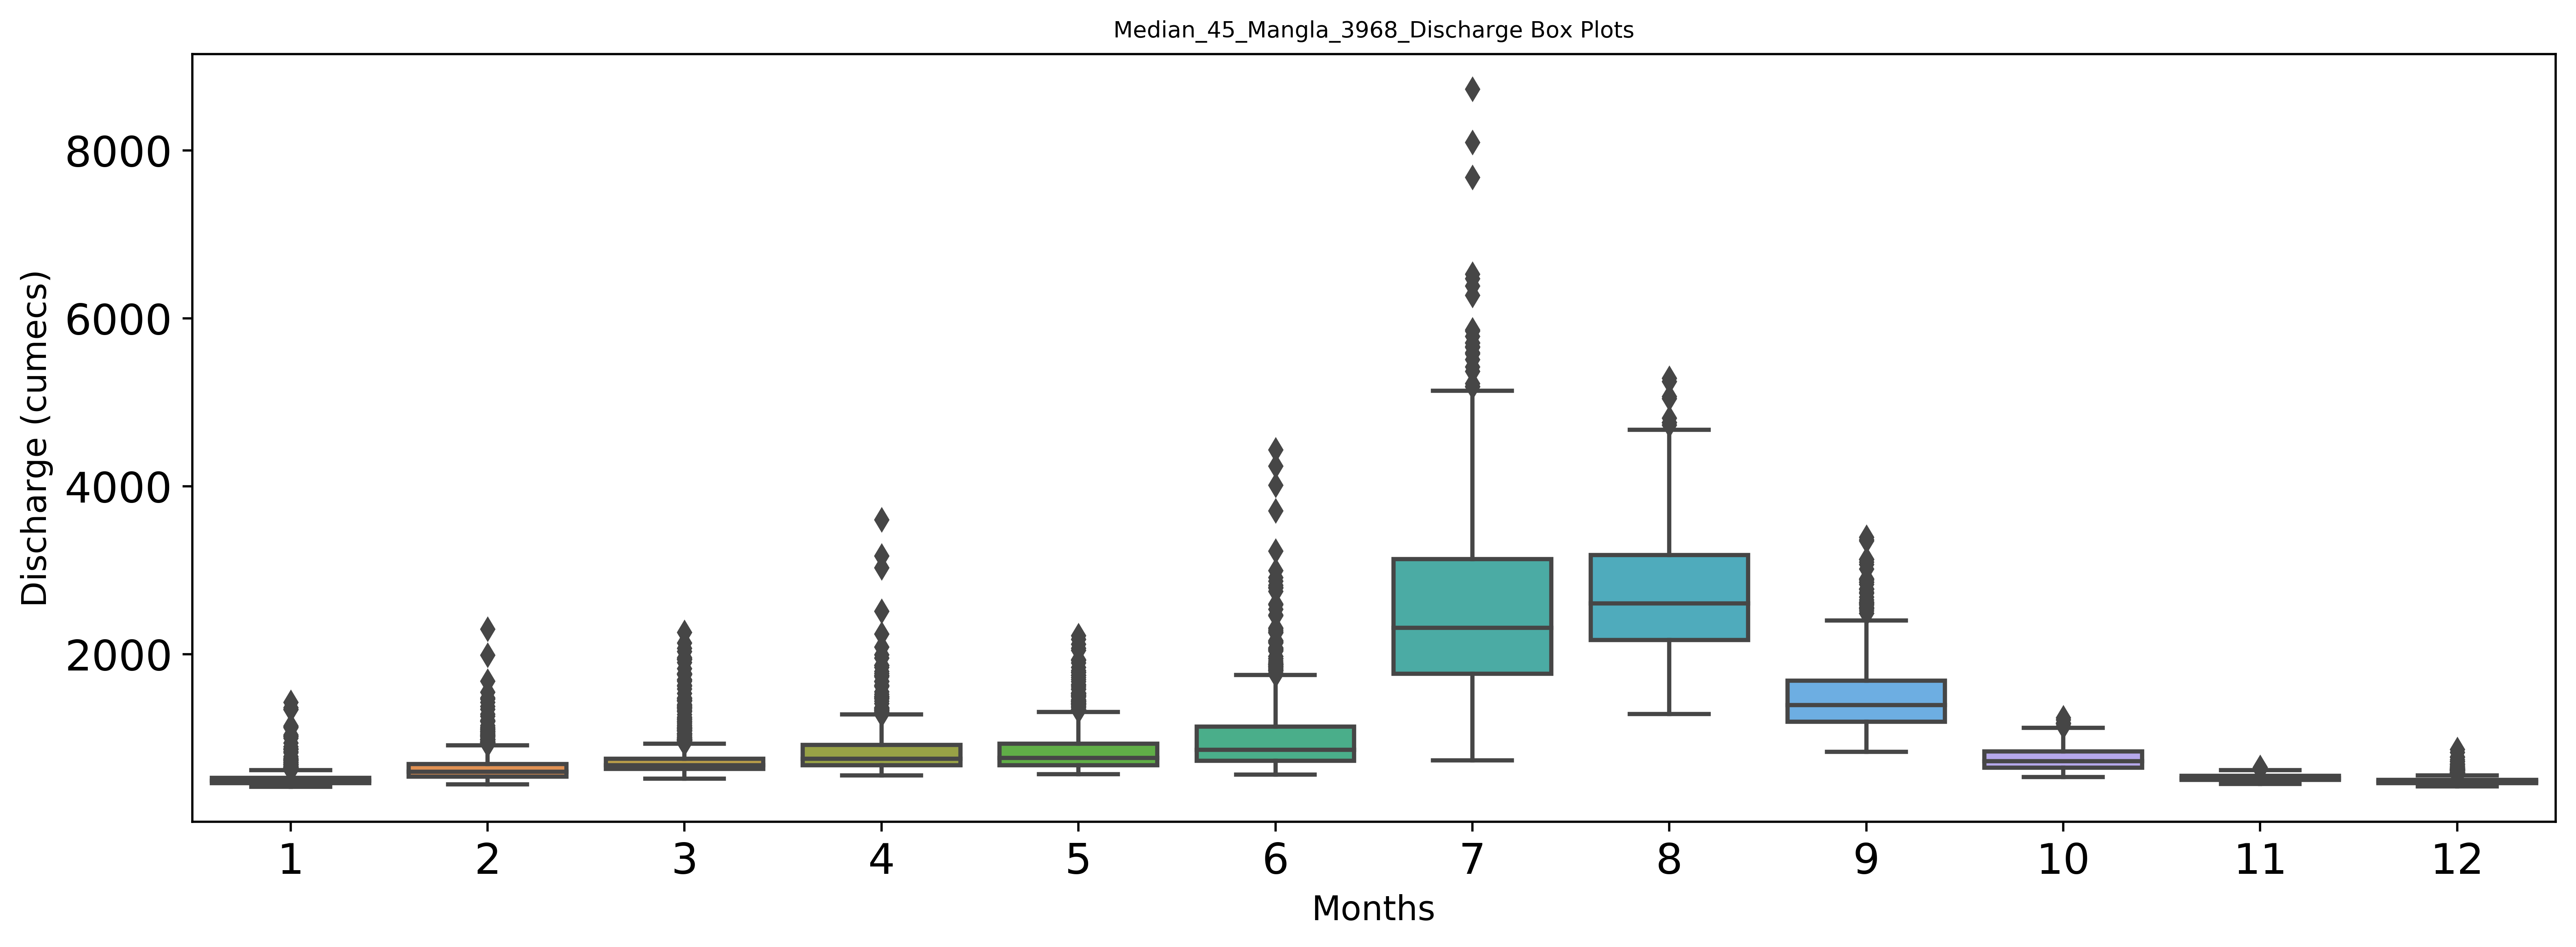 Median_45_Mangla_3968_Discharge Box Plots
Discharge (cumecs)
8000
6000
4000
2000
1 2 3 4 5 6 7 8 9 10 11 12
Months